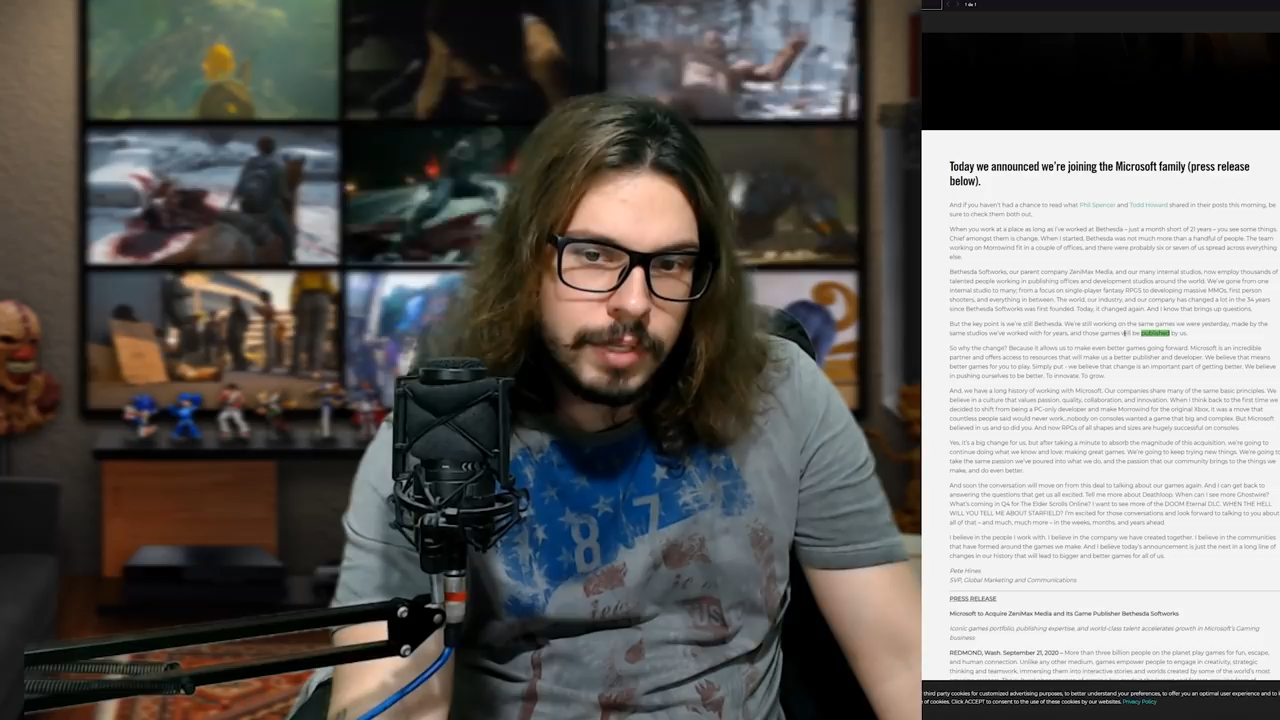 1 de 1
Today we announced we're joining the Microsoft family (press release
below).
And if you haven't had a chance to read what Phil Spencer and Todd Howard shared in their posts this morning, be
sure to check them both out.
When you work at a place as long as I've worked at Bethesda – just a month short of 21 years – you see some things.
Chief amongst them is change. When I started, Bethesda was not much more than a handful of people. The team
working on Morrowind fit in a couple of offices, and there were probably six or seven of us spread across everything
else.
Bethesda Softworks, our parent company ZeniMax Media, and our many internal studios, now employ thousands of
talented people working in publishing offices and development studios around the world. We've gone from one
internal studio to many; from a focus on single-player fantasy RPGS to developing massive MMOs, first person
shooters, and everything in between. The world, our industry, and our company has changed a lot in the 34 years
since Bethesda Softworks was first founded. Today, it changed again. And I know that brings up questions.
But the key point is we're still Bethesda. We're still working on the same games we were yesterday, made by the
same studios we've worked with for years, and those games will be published by us.
So why the change? Because it allows us to make even better games going forward. Microsoft is an incredible
partner and offers access to resources that will make us a better publisher and developer. We believe that means
better games for you to play. Simply put - we believe that change is an important part of getting better. We believe
in pushing ourselves to be better. To innovate. To grow.
And, we have a long history of working with Microsoft. Our companies share many of the same basic principles. We
believe in a culture that values passion, quality, collaboration, and innovation. When I think back to the first time we
decided to shift from being a PC-only developer and make Morrowind for the original Xbox, it was a move that
countless people said would never work...nobody on consoles wanted a game that big and complex. But Microsoft
believed in us and so did you. And now RPGs of all shapes and sizes are hugely successful on consoles.
Yes, it's a big change for us, but after taking a minute to absorb the magnitude of this acquisition, we're going to
continue doing what we know and love: making great games. We're going to keep trying new things. We're going to
take the same passion we've poured into what we do, and the passion that our community brings to the things we
make, and do even better.
And soon the conversation will move on from this deal to talking about our games again. And I can get back to
answering the questions that get us all excited. Tell me more about Deathloop. When can I see more Ghostwire?
What's coming in Q4 for The Elder Scrolls Online? I want to see more of the DOOM Eternal DLC. WHEN THE HELL
WILL YOU TELL ME ABOUT STARFIELD? I'm excited for those conversations and look forward to talking to you about
all of that – and much, much more – in the weeks, months, and years ahead.
I believe in the people I work with. I believe in the company we have created together. I believe in the communities
that have formed around the games we make. And I believe today's announcement is just the next in a long line of
changes in our history that will lead to bigger and better games for all of us.
Pete Hines
SVP, Global Marketing and Communications
PRESS RELEASE
Microsoft to Acquire ZeniMax Media and Its Game Publisher Bethesda Softworks
Iconic games portfolio, publishing expertise, and world-class talent accelerates growth in Microsoft's Gaming
business
REDMOND, Wash. September 21, 2020 – More than three billion people on the planet play games for fun, escape,
and human connection. Unlike any other medium, games empower people to engage in creativity, strategic
thinking and teamwork, immersing them into interactive stories and worlds created by some of the world's most
third party cookies for customized advertising purposes, to better understand your preferences, to offer you an optimal user experience and to
of cookies. Click ACCEPT to consent to the use of these cookies by our websites. Privacy Policy
1 8 7